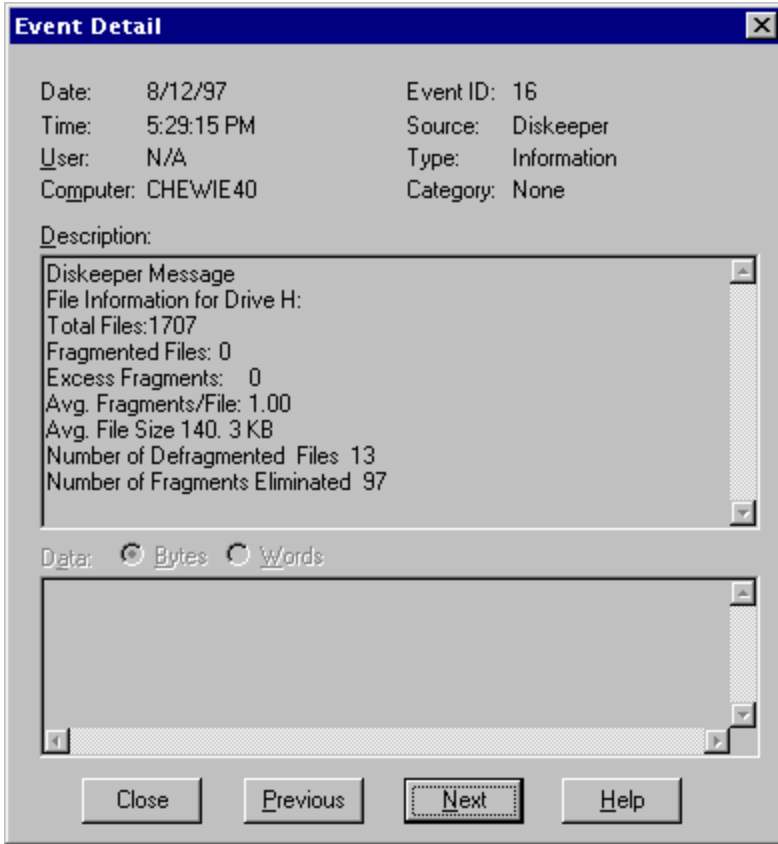 Event Detail
Date: 8/12/97 Event ID: 16
Time: 5:29:15 PM Source: Diskeeper
User: N/A Type: Information
Computer: CHEWIE40 Category: None
Description:
Diskeeper Message
File Information for Drive H:
Total Files:1707
Fragmented Files: 0
Excess Fragments: 0
Avg. Fragments/File: 1.00
Avg. File Size 140. 3 KB
Number of Defragmented Files 13
Number of Fragments Eliminated 97
Data: Bytes Words
Close Previous Next Help